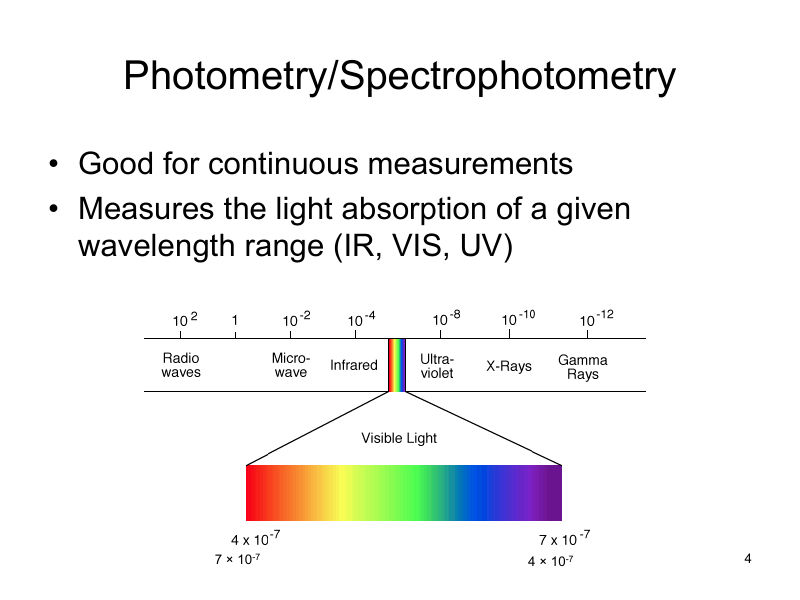 Photometry/Spectrophotometry
• Good for continuous measurements
• Measures the light absorption of a given
wavelength range (IR, VIS, UV)
10² 1 10⁻² 10⁻⁴ 10⁻⁸ 10⁻¹⁰ 10⁻¹²
Radio
waves
Micro-
wave
Infrared
Ultra-
violet
X-Rays
Gamma
Rays
Visible Light
4 x 10⁻⁷ 7 x 10⁻⁷
7 × 10⁻⁷ 4 × 10⁻⁷
4